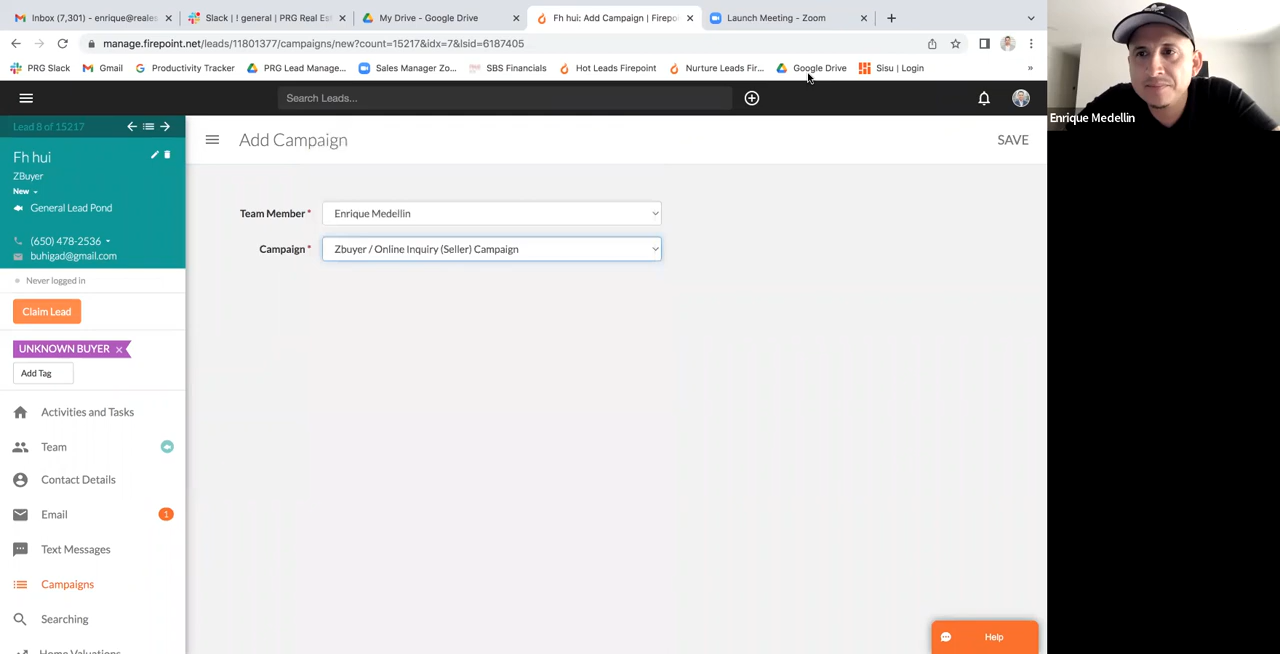 Inbox (7,301) - enrique@reales
Slack | ! general | PRG Real Est
My Drive - Google Drive
Fh hui: Add Campaign | Firepoi
Launch Meeting - Zoom
manage.firepoint.net/leads/11801377/campaigns/new?count=15217&idx=7&lsid=6187405
PRG Slack
Gmail
Productivity Tracker
PRG Lead Manage...
Sales Manager Zo...
SBS Financials
Hot Leads Firepoint
Nurture Leads Fir...
Google Drive
Sisu | Login
»
Search Leads...
Lead 8 of 15217
Fh hui
ZBuyer
New
General Lead Pond
(650) 478-2536
buhigad@gmail.com
Never logged in
Claim Lead
UNKNOWN BUYER
Add Tag
Activities and Tasks
Team
Contact Details
Email 1
Text Messages
Campaigns
Searching
Home Valuations
Add Campaign
SAVE
Team Member * Enrique Medellin
Campaign * Zbuyer / Online Inquiry (Seller) Campaign
Help
Enrique Medellin